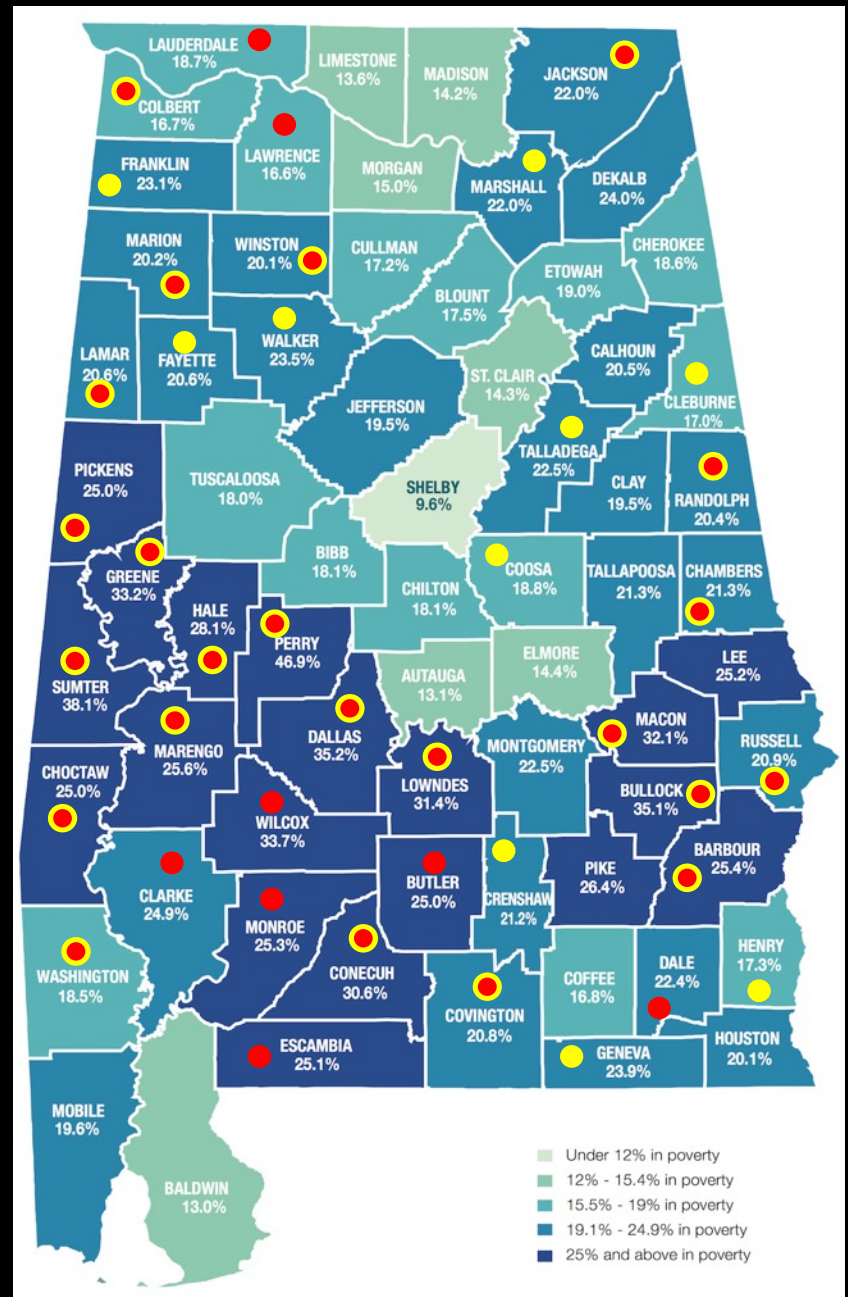 LAUDERDALE
18.7%
LIMESTONE
13.6%
MADISON
14.2%
JACKSON
22.0%
COLBERT
16.7%
LAWRENCE
16.6%
FRANKLIN
23.1%
MORGAN
15.0%
MARSHALL
22.0%
DEKALB
24.0%
MARION
20.2%
WINSTON
20.1%
CULLMAN
17.2%
BLOUNT
17.5%
ETOWAH
19.0%
CHEROKEE
18.6%
LAMAR
20.6%
FAYETTE
20.6%
WALKER
23.5%
JEFFERSON
19.5%
ST. CLAIR
14.3%
CALHOUN
20.5%
CLEBURNE
17.0%
PICKENS
25.0%
TUSCALOOSA
18.0%
SHELBY
9.6%
TALLADEGA
22.5%
CLAY
19.5%
RANDOLPH
20.4%
GREENE
33.2%
HALE
28.1%
BIBB
18.1%
CHILTON
18.1%
COOSA
18.8%
TALLAPOOSA
21.3%
CHAMBERS
21.3%
SUMTER
38.1%
PERRY
46.9%
AUTAUGA
13.1%
ELMORE
14.4%
LEE
25.2%
MARENGO
25.6%
DALLAS
35.2%
LOWNDES
31.4%
MONTGOMERY
22.5%
MACON
32.1%
RUSSELL
20.9%
CHOCTAW
25.0%
WILCOX
33.7%
BULLOCK
35.1%
CLARKE
24.9%
MONROE
25.3%
BUTLER
25.0%
CRENSHAW
21.2%
PIKE
26.4%
BARBOUR
25.4%
WASHINGTON
18.5%
CONECUH
30.6%
COVINGTON
20.8%
COFFEE
16.8%
DALE
22.4%
HENRY
17.3%
ESCAMBIA
25.1%
GENEVA
23.9%
HOUSTON
20.1%
MOBILE
19.6%
BALDWIN
13.0%
Under 12% in poverty
12% - 15.4% in poverty
15.5% - 19% in poverty
19.1% - 24.9% in poverty
25% and above in poverty